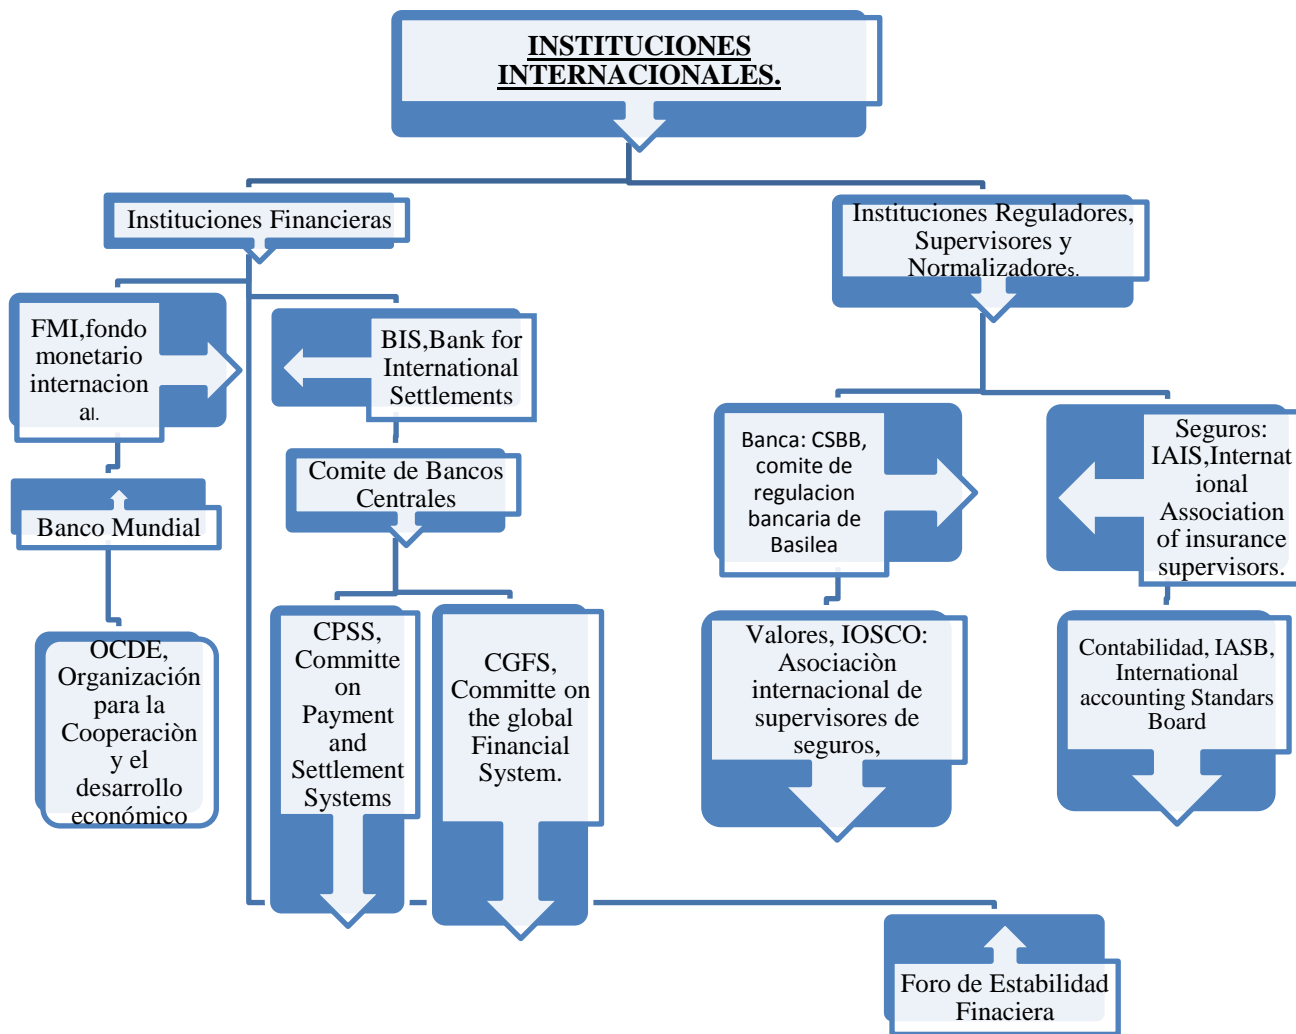 INSTITUCIONES
INTERNACIONALES.
Instituciones Financieras
Instituciones Reguladores,
Supervisores y
Normalizadores.
FMI,fondo
monetario
internacion
al.
BIS,Bank for
International
Settlements
Banca: CSBB,
comite de
regulacion
bancaria de
Basilea
Seguros:
IAIS,Internat
ional
Association
of insurance
supervisors.
Banco Mundial
Comite de Bancos
Centrales
OCDE,
Organización
para la
Cooperaciòn
y el
desarrollo
económico
CPSS,
Committe
on
Payment
and
Settlement
Systems
CGFS,
Committe on
the global
Financial
System.
Valores, IOSCO:
Asociaciòn
internacional de
supervisores de
seguros,
Contabilidad, IASB,
International
accounting Standars
Board
Foro de Estabilidad
Finaciera